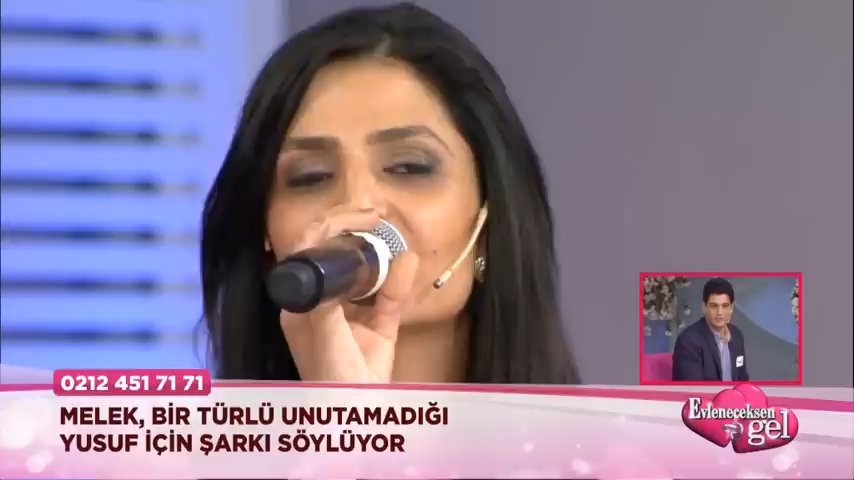 0212 451 71 71
MELEK, BİR TÜRLÜ UNUTAMADIĞI
YUSUF İÇİN ŞARKI SÖYLÜYOR
Evleneceksen
gel